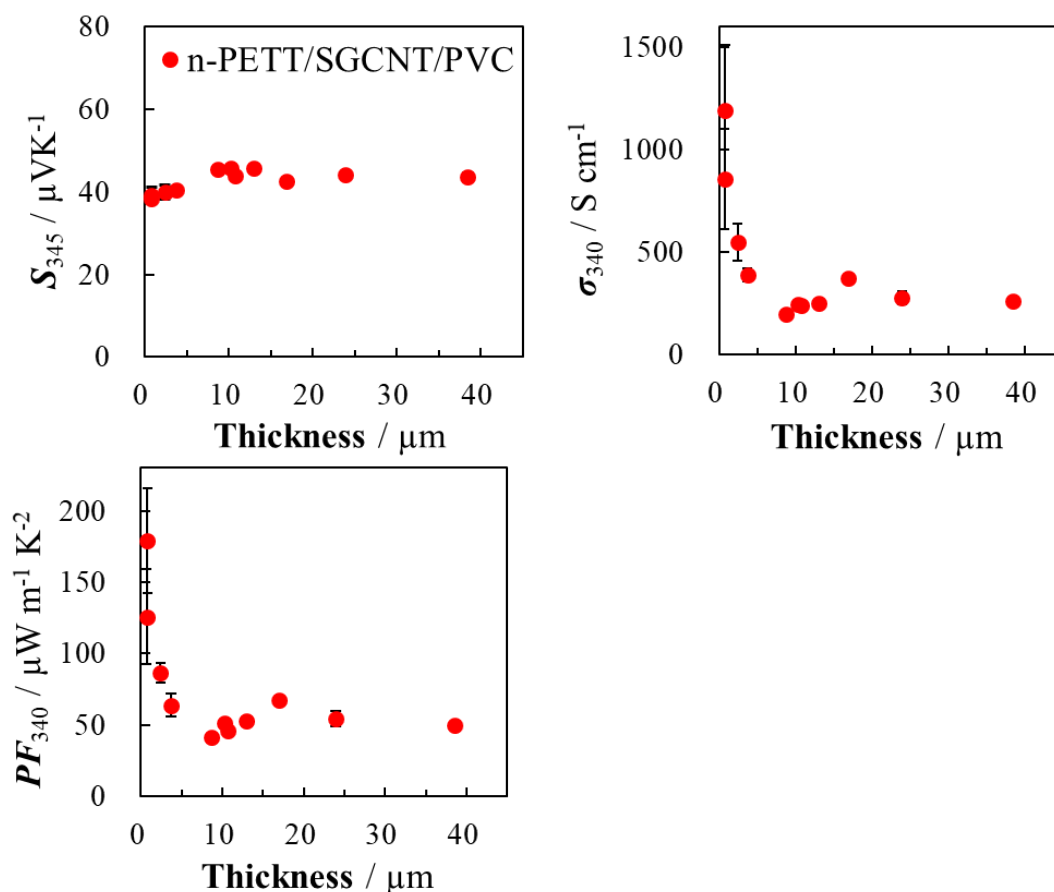 80
n-PETT/SGCNT/PVC
60
40
20
0
S345 / μVK-1
0 10 20 30 40
Thickness / μm
1500
1000
500
0
σ340 / S cm-1
0 10 20 30 40
Thickness / μm
200
150
100
50
0
PF340 / μW m-1 K-2
0 10 20 30 40
Thickness / μm